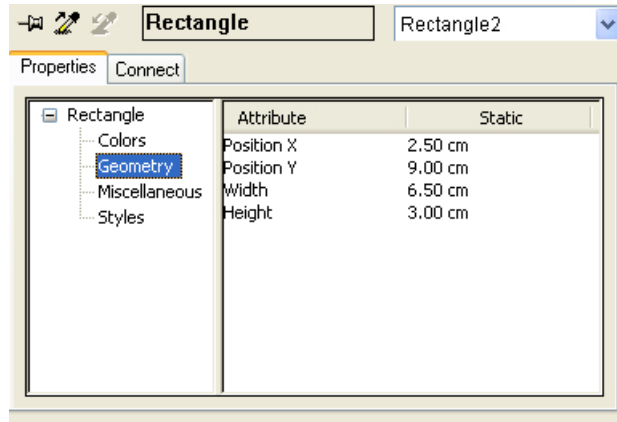 Rectangle Rectangle2
Properties Connect
Rectangle
Colors
Geometry
Miscellaneous
Styles
Attribute Static
Position X 2.50 cm
Position Y 9.00 cm
Width 6.50 cm
Height 3.00 cm